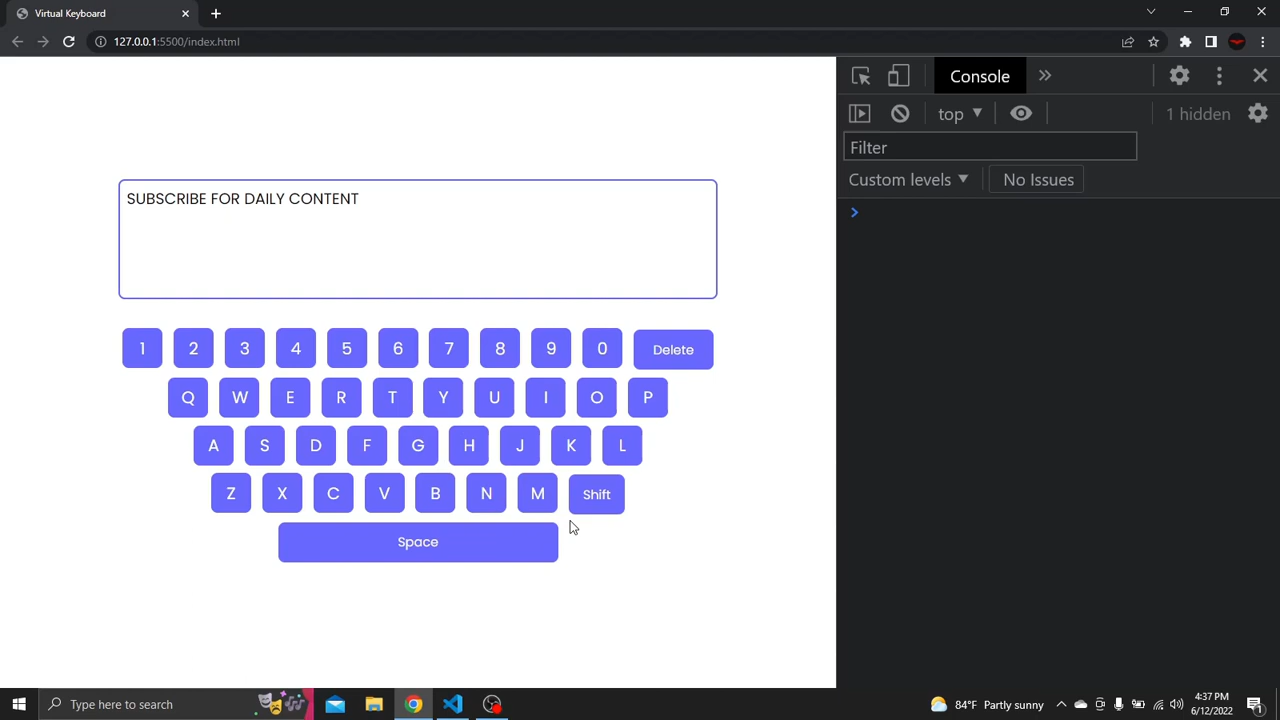 Virtual Keyboard
127.0.0.1:5500/index.html
Console
top
1 hidden
Filter
Custom levels
No Issues
SUBSCRIBE FOR DAILY CONTENT
1 2 3 4 5 6 7 8 9 0 Delete
Q W E R T Y U I O P
A S D F G H J K L
Z X C V B N M Shift
Space
Type here to search
84°F Partly sunny
4:37 PM
6/12/2022
1